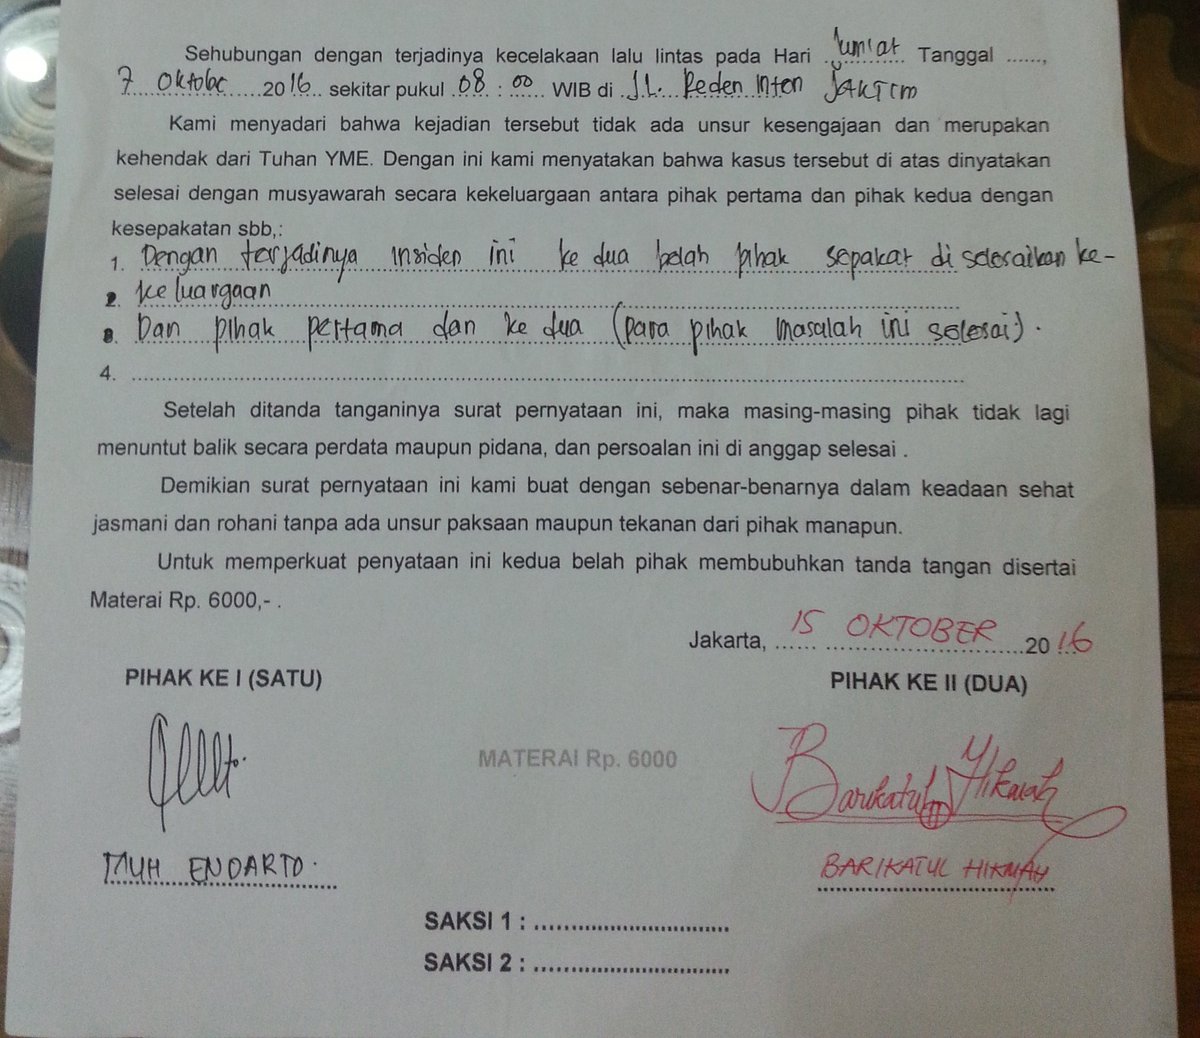 Sehubungan dengan terjadinya kecelakaan lalu lintas pada Hari Jumat Tanggal ......,
7 Oktobe 2016 sekitar pukul 08 : 00 WIB di JL. Reden Inten JAKTIM
Kami menyadari bahwa kejadian tersebut tidak ada unsur kesengajaan dan merupakan
kehendak dari Tuhan YME. Dengan ini kami menyatakan bahwa kasus tersebut di atas dinyatakan
selesai dengan musyawarah secara kekeluargaan antara pihak pertama dan pihak kedua dengan
kesepakatan sbb,:
1. Dengan terjadinya insiden ini ke dua belah pihak sepakat di selesaikan ke-
2. keluargaan
3. Dan pihak pertama dan ke dua (para pihak masalah ini selesai).
4. ......
Setelah ditanda tanganinya surat pernyataan ini, maka masing-masing pihak tidak lagi
menuntut balik secara perdata maupun pidana, dan persoalan ini di anggap selesai .
Demikian surat pernyataan ini kami buat dengan sebenar-benarnya dalam keadaan sehat
jasmani dan rohani tanpa ada unsur paksaan maupun tekanan dari pihak manapun.
Untuk memperkuat penyataan ini kedua belah pihak membubuhkan tanda tangan disertai
Materai Rp. 6000,- .
Jakarta, 15 OKTOBER 2016
PIHAK KE I (SATU) PIHAK KE II (DUA)
MATERAI Rp. 6000
Barikatul Hikmah
MUH ENDARTO. BARIKATUL HIKMAH
SAKSI 1 : ......
SAKSI 2 : ......